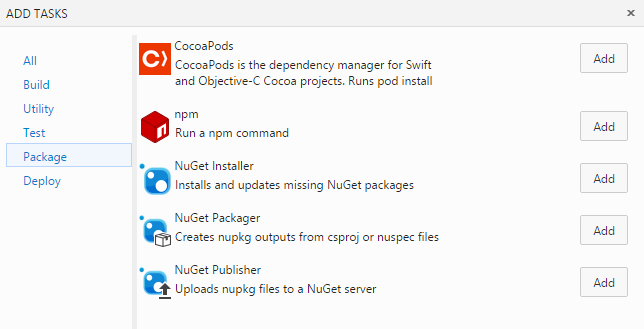 ADD TASKS
All
Build
Utility
Test
Package
Deploy
CocoaPods
CocoaPods is the dependency manager for Swift
and Objective-C Cocoa projects. Runs pod install
Add
npm
Run a npm command
Add
NuGet Installer
Installs and updates missing NuGet packages
Add
NuGet Packager
Creates nupkg outputs from csproj or nuspec files
Add
NuGet Publisher
Uploads nupkg files to a NuGet server
Add